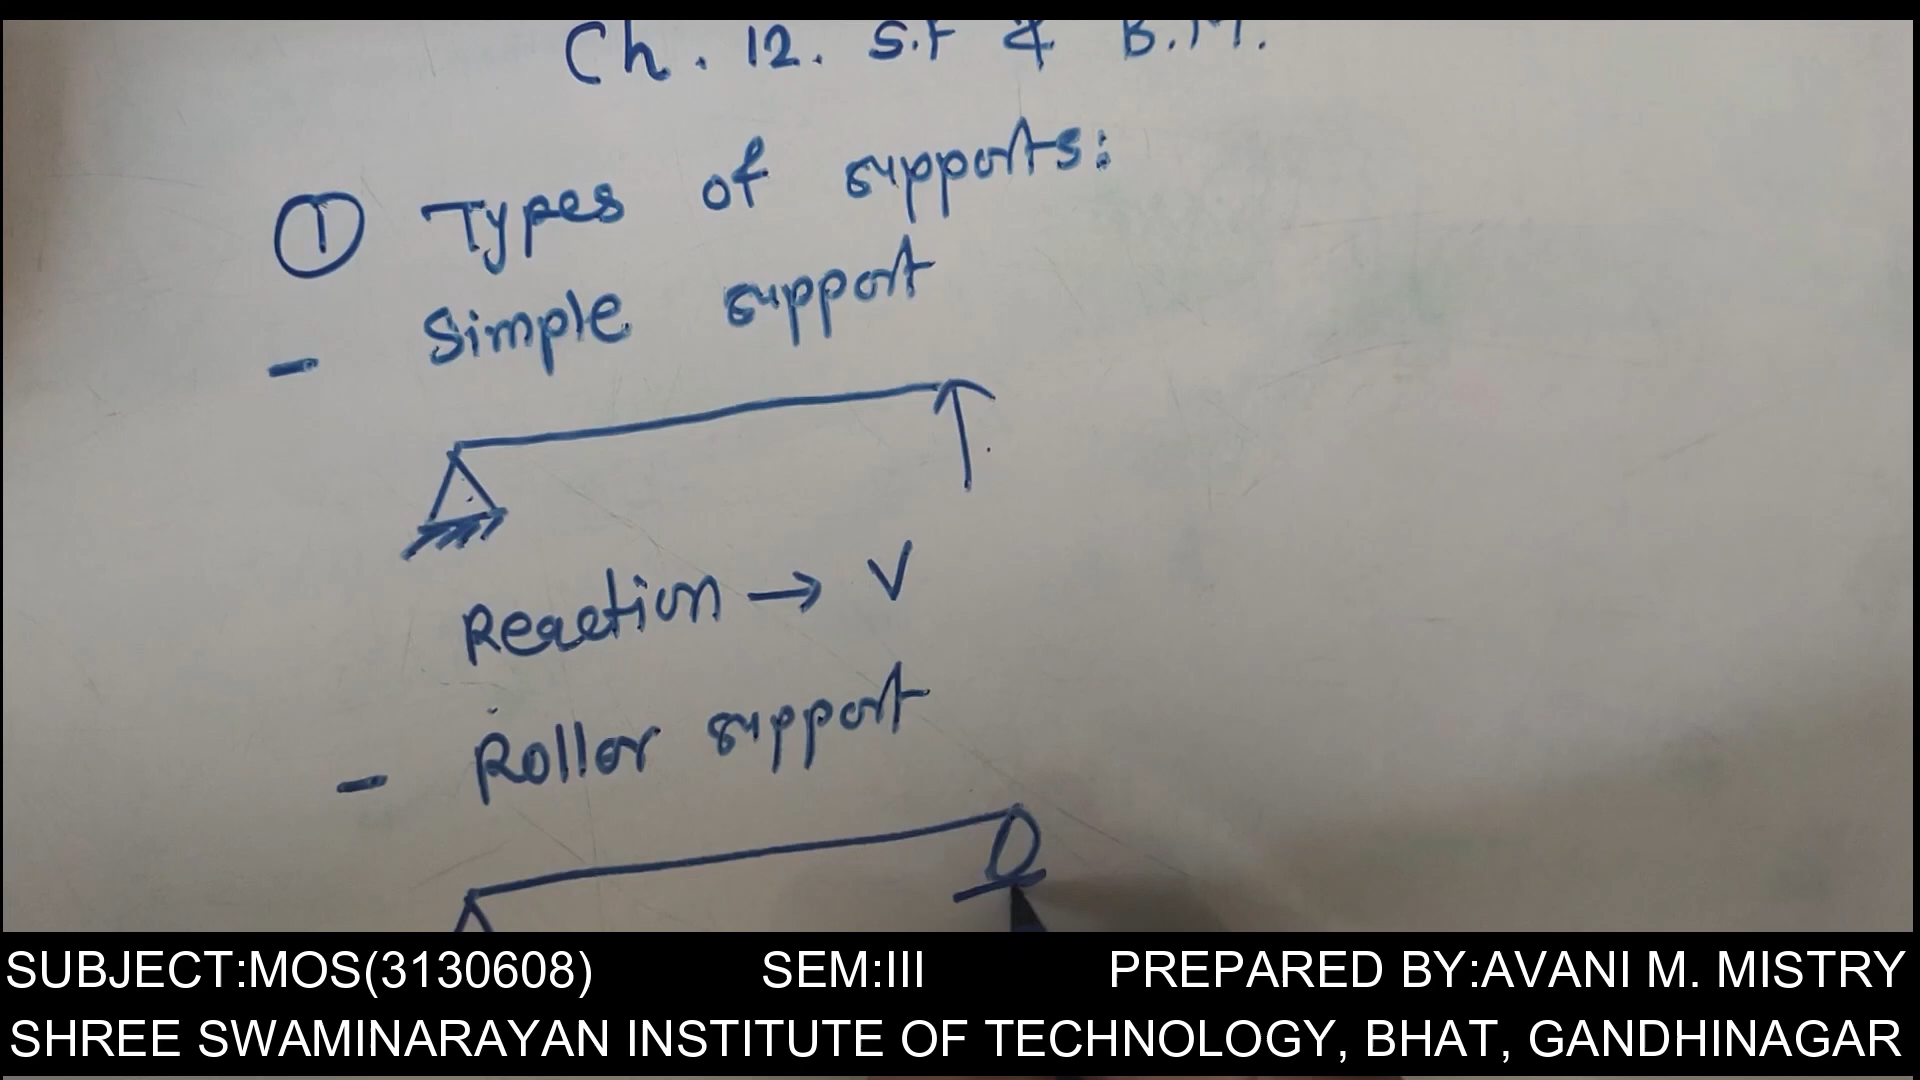 Ch. 12. S.F & B.M.
① Types of supports:
- Simple support
Reaction → V
- Roller support
SUBJECT:MOS(3130608) SEM:III PREPARED BY:AVANI M. MISTRY
SHREE SWAMINARAYAN INSTITUTE OF TECHNOLOGY, BHAT, GANDHINAGAR